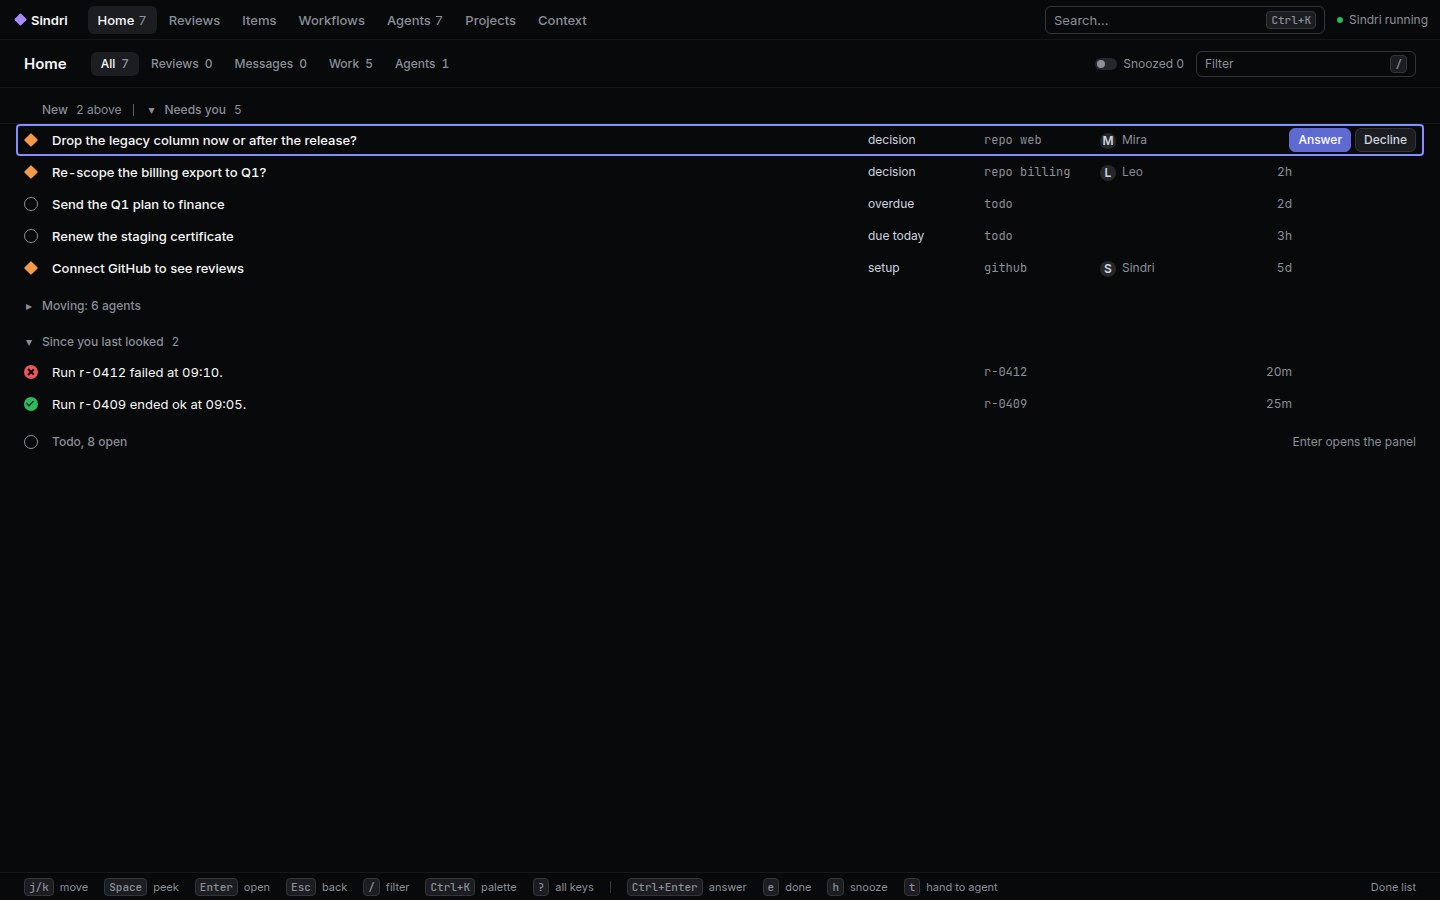 Sindri Home 7 Reviews Items Workflows Agents 7 Projects Context Search... Ctrl+K Sindri running
Home All 7 Reviews 0 Messages 0 Work 5 Agents 1 Snoozed 0 Filter /
New 2 above | ▾ Needs you 5
Drop the legacy column now or after the release? decision repo web M Mira Answer Decline
Re-scope the billing export to Q1? decision repo billing L Leo 2h
Send the Q1 plan to finance overdue todo 2d
Renew the staging certificate due today todo 3h
Connect GitHub to see reviews setup github S Sindri 5d
▸ Moving: 6 agents
▾ Since you last looked 2
Run r-0412 failed at 09:10. r-0412 20m
Run r-0409 ended ok at 09:05. r-0409 25m
Todo, 8 open Enter opens the panel
j/k move Space peek Enter open Esc back / filter Ctrl+K palette ? all keys | Ctrl+Enter answer e done h snooze t hand to agent Done list